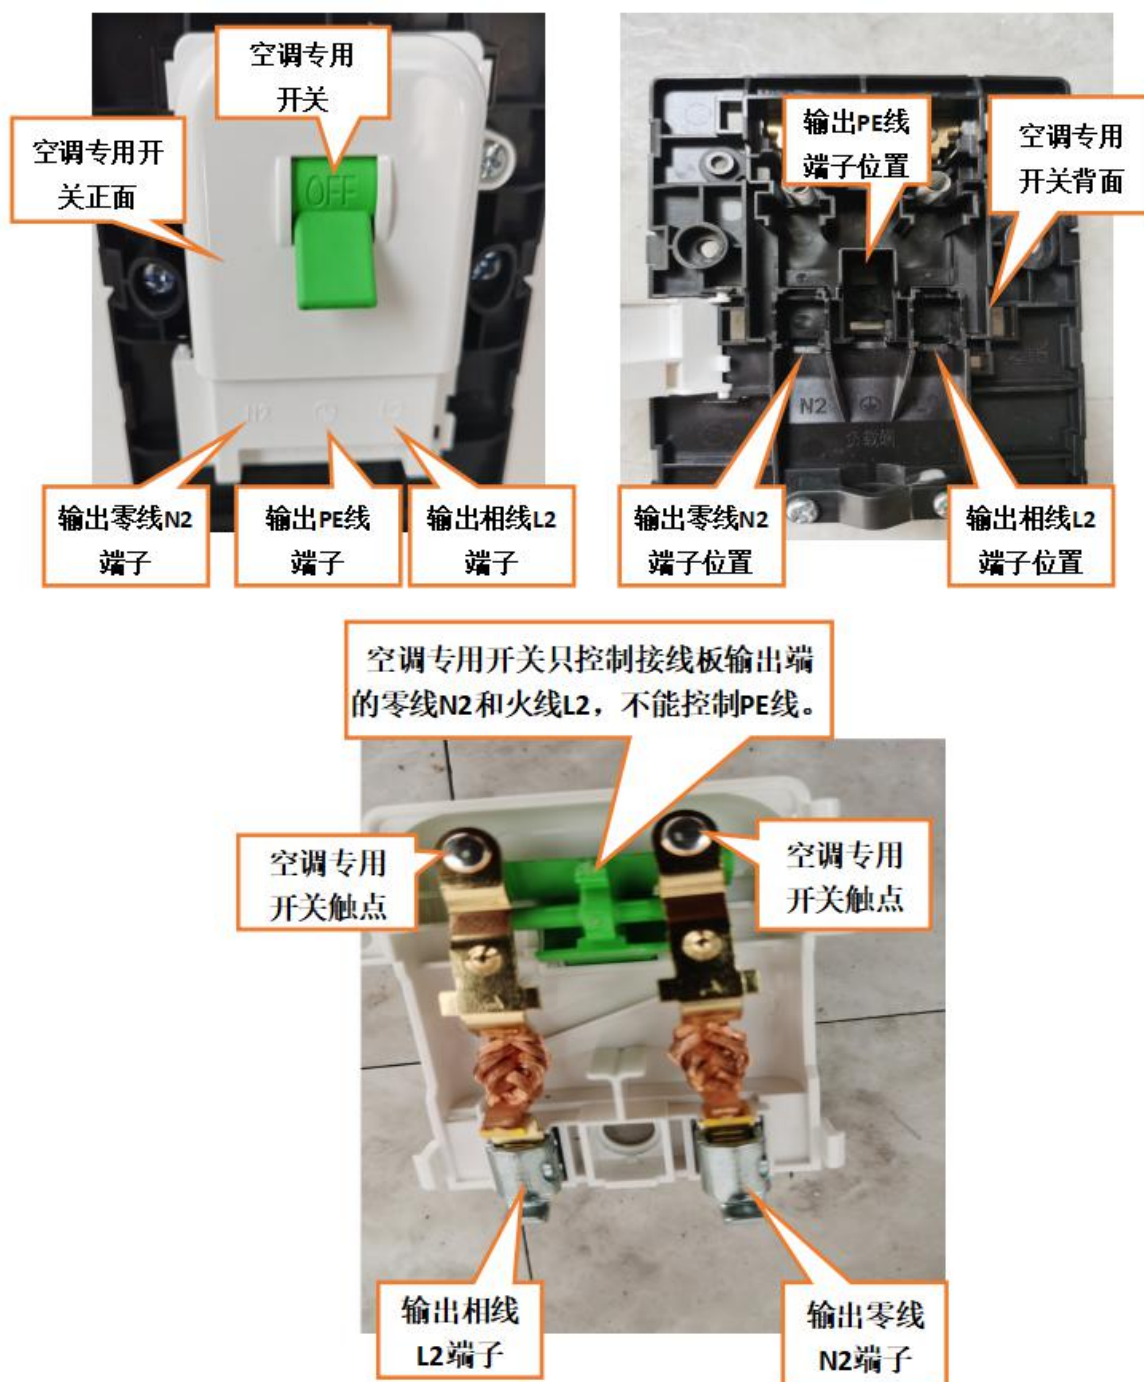 空调专用
开关
空调专用开
关正面
OFF
N2
L2
输出零线N2
端子
输出PE线
端子
输出相线L2
端子
输出PE线
端子位置
空调专用
开关背面
N2
负载端
输出零线N2
端子位置
输出相线L2
端子位置
空调专用开关只控制接线板输出端
的零线N2和火线L2，不能控制PE线。
空调专用
开关触点
空调专用
开关触点
输出相线
L2端子
输出零线
N2端子